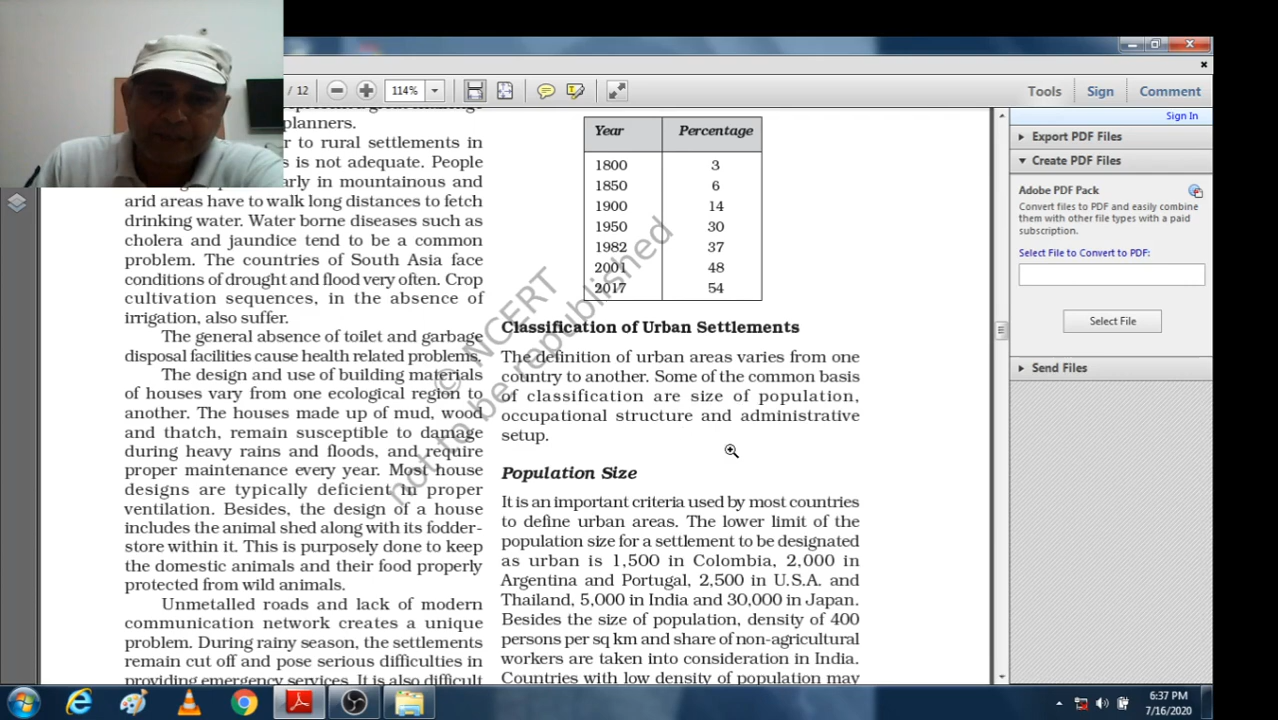 / 12
114%
Tools
Sign
Comment
Sign In
Export PDF Files
Create PDF Files
Adobe PDF Pack
Convert files to PDF and easily combine
them with other file types with a paid
subscription.
Select File to Convert to PDF:
Select File
Send Files
planners.
r to rural settlements in
s is not adequate. People
arly in mountainous and
arid areas have to walk long distances to fetch
drinking water. Water borne diseases such as
cholera and jaundice tend to be a common
problem. The countries of South Asia face
conditions of drought and flood very often. Crop
cultivation sequences, in the absence of
irrigation, also suffer.
The general absence of toilet and garbage
disposal facilities cause health related problems.
The design and use of building materials
of houses vary from one ecological region to
another. The houses made up of mud, wood
and thatch, remain susceptible to damage
during heavy rains and floods, and require
proper maintenance every year. Most house
designs are typically deficient in proper
ventilation. Besides, the design of a house
includes the animal shed along with its fodder-
store within it. This is purposely done to keep
the domestic animals and their food properly
protected from wild animals.
Unmetalled roads and lack of modern
communication network creates a unique
problem. During rainy season, the settlements
remain cut off and pose serious difficulties in
providing emergency services. It is also difficult
Year Percentage
1800 3
1850 6
1900 14
1950 30
1982 37
2001 48
2017 54
Classification of Urban Settlements
The definition of urban areas varies from one
country to another. Some of the common basis
of classification are size of population,
occupational structure and administrative
setup.
Population Size
It is an important criteria used by most countries
to define urban areas. The lower limit of the
population size for a settlement to be designated
as urban is 1,500 in Colombia, 2,000 in
Argentina and Portugal, 2,500 in U.S.A. and
Thailand, 5,000 in India and 30,000 in Japan.
Besides the size of population, density of 400
persons per sq km and share of non-agricultural
workers are taken into consideration in India.
Countries with low density of population may
© NCERT
not to be republished
6:37 PM
7/16/2020